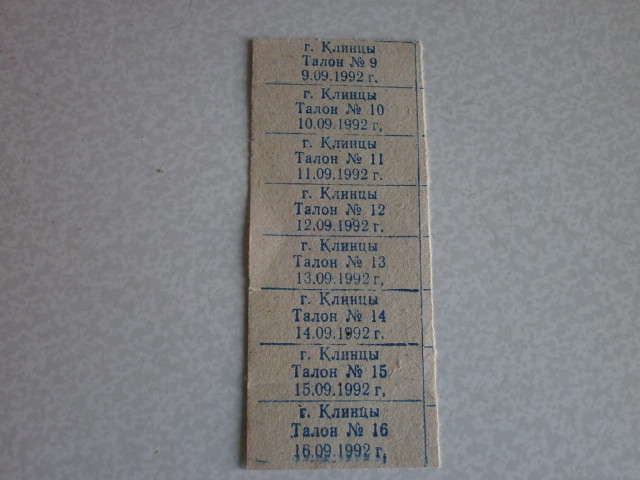 г. Клинцы
Талон № 9
9.09.1992 г.
г. Клинцы
Талон № 10
10.09.1992 г,
г. Клинцы
Талон № 11
11.09.1992 г.
г. Клинцы
Талон № 12
12.09.1992 г.
г. Клинцы
Талон № 13
13.09.1992 г,
г. Клинцы
Талон № 14
14.09.1992 г.
г. Клинцы
Талон № 15
15.09.1992 г,
г. Клинцы
Талон № 16
16.09.1992 г,